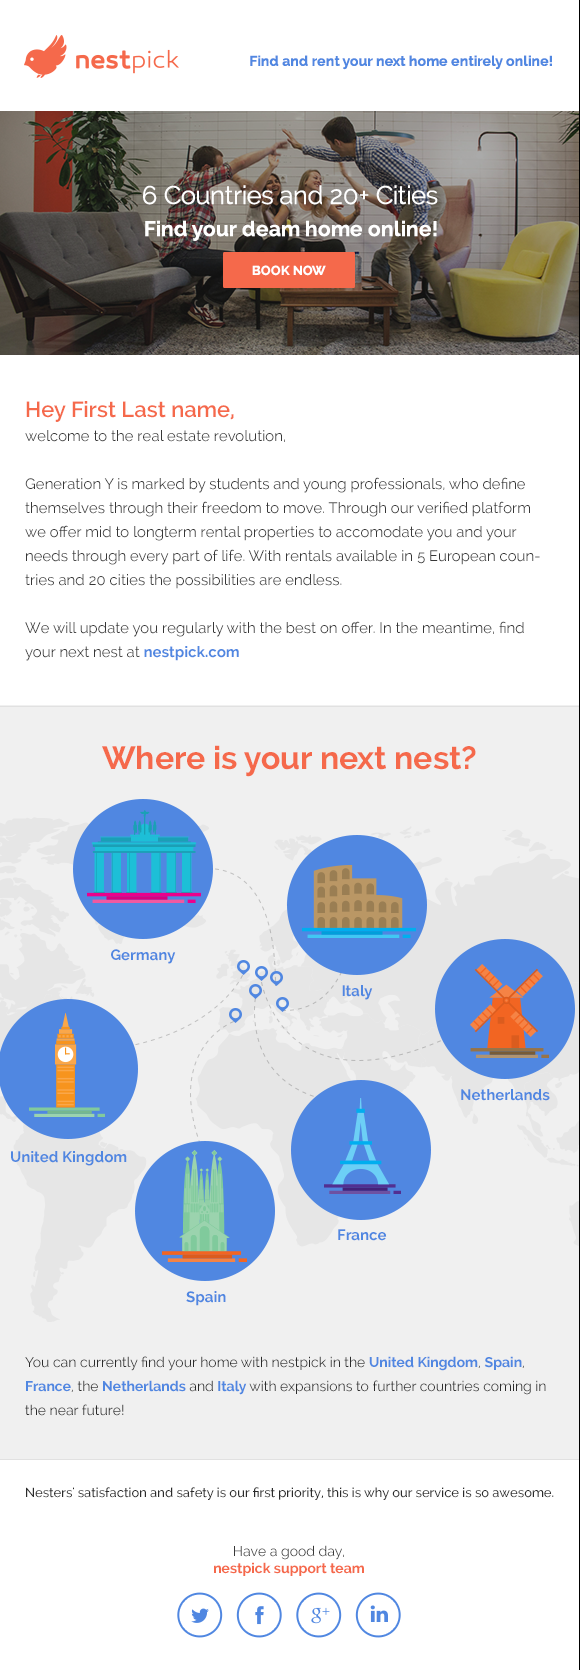 nestpick
Find and rent your next home entirely online!
6 Countries and 20+ Cities
Find your deam home online!
BOOK NOW
Hey First Last name,
welcome to the real estate revolution,
Generation Y is marked by students and young professionals, who define
themselves through their freedom to move. Through our verified platform
we offer mid to longterm rental properties to accomodate you and your
needs through every part of life. With rentals available in 5 European coun-
tries and 20 cities the possibilities are endless.
We will update you regularly with the best on offer. In the meantime, find
your next nest at nestpick.com
Where is your next nest?
Germany
Italy
Netherlands
United Kingdom
France
Spain
You can currently find your home with nestpick in the United Kingdom, Spain,
France, the Netherlands and Italy with expansions to further countries coming in
the near future!
Nesters' satisfaction and safety is our first priority, this is why our service is so awesome.
Have a good day,
nestpick support team
f
g+
in